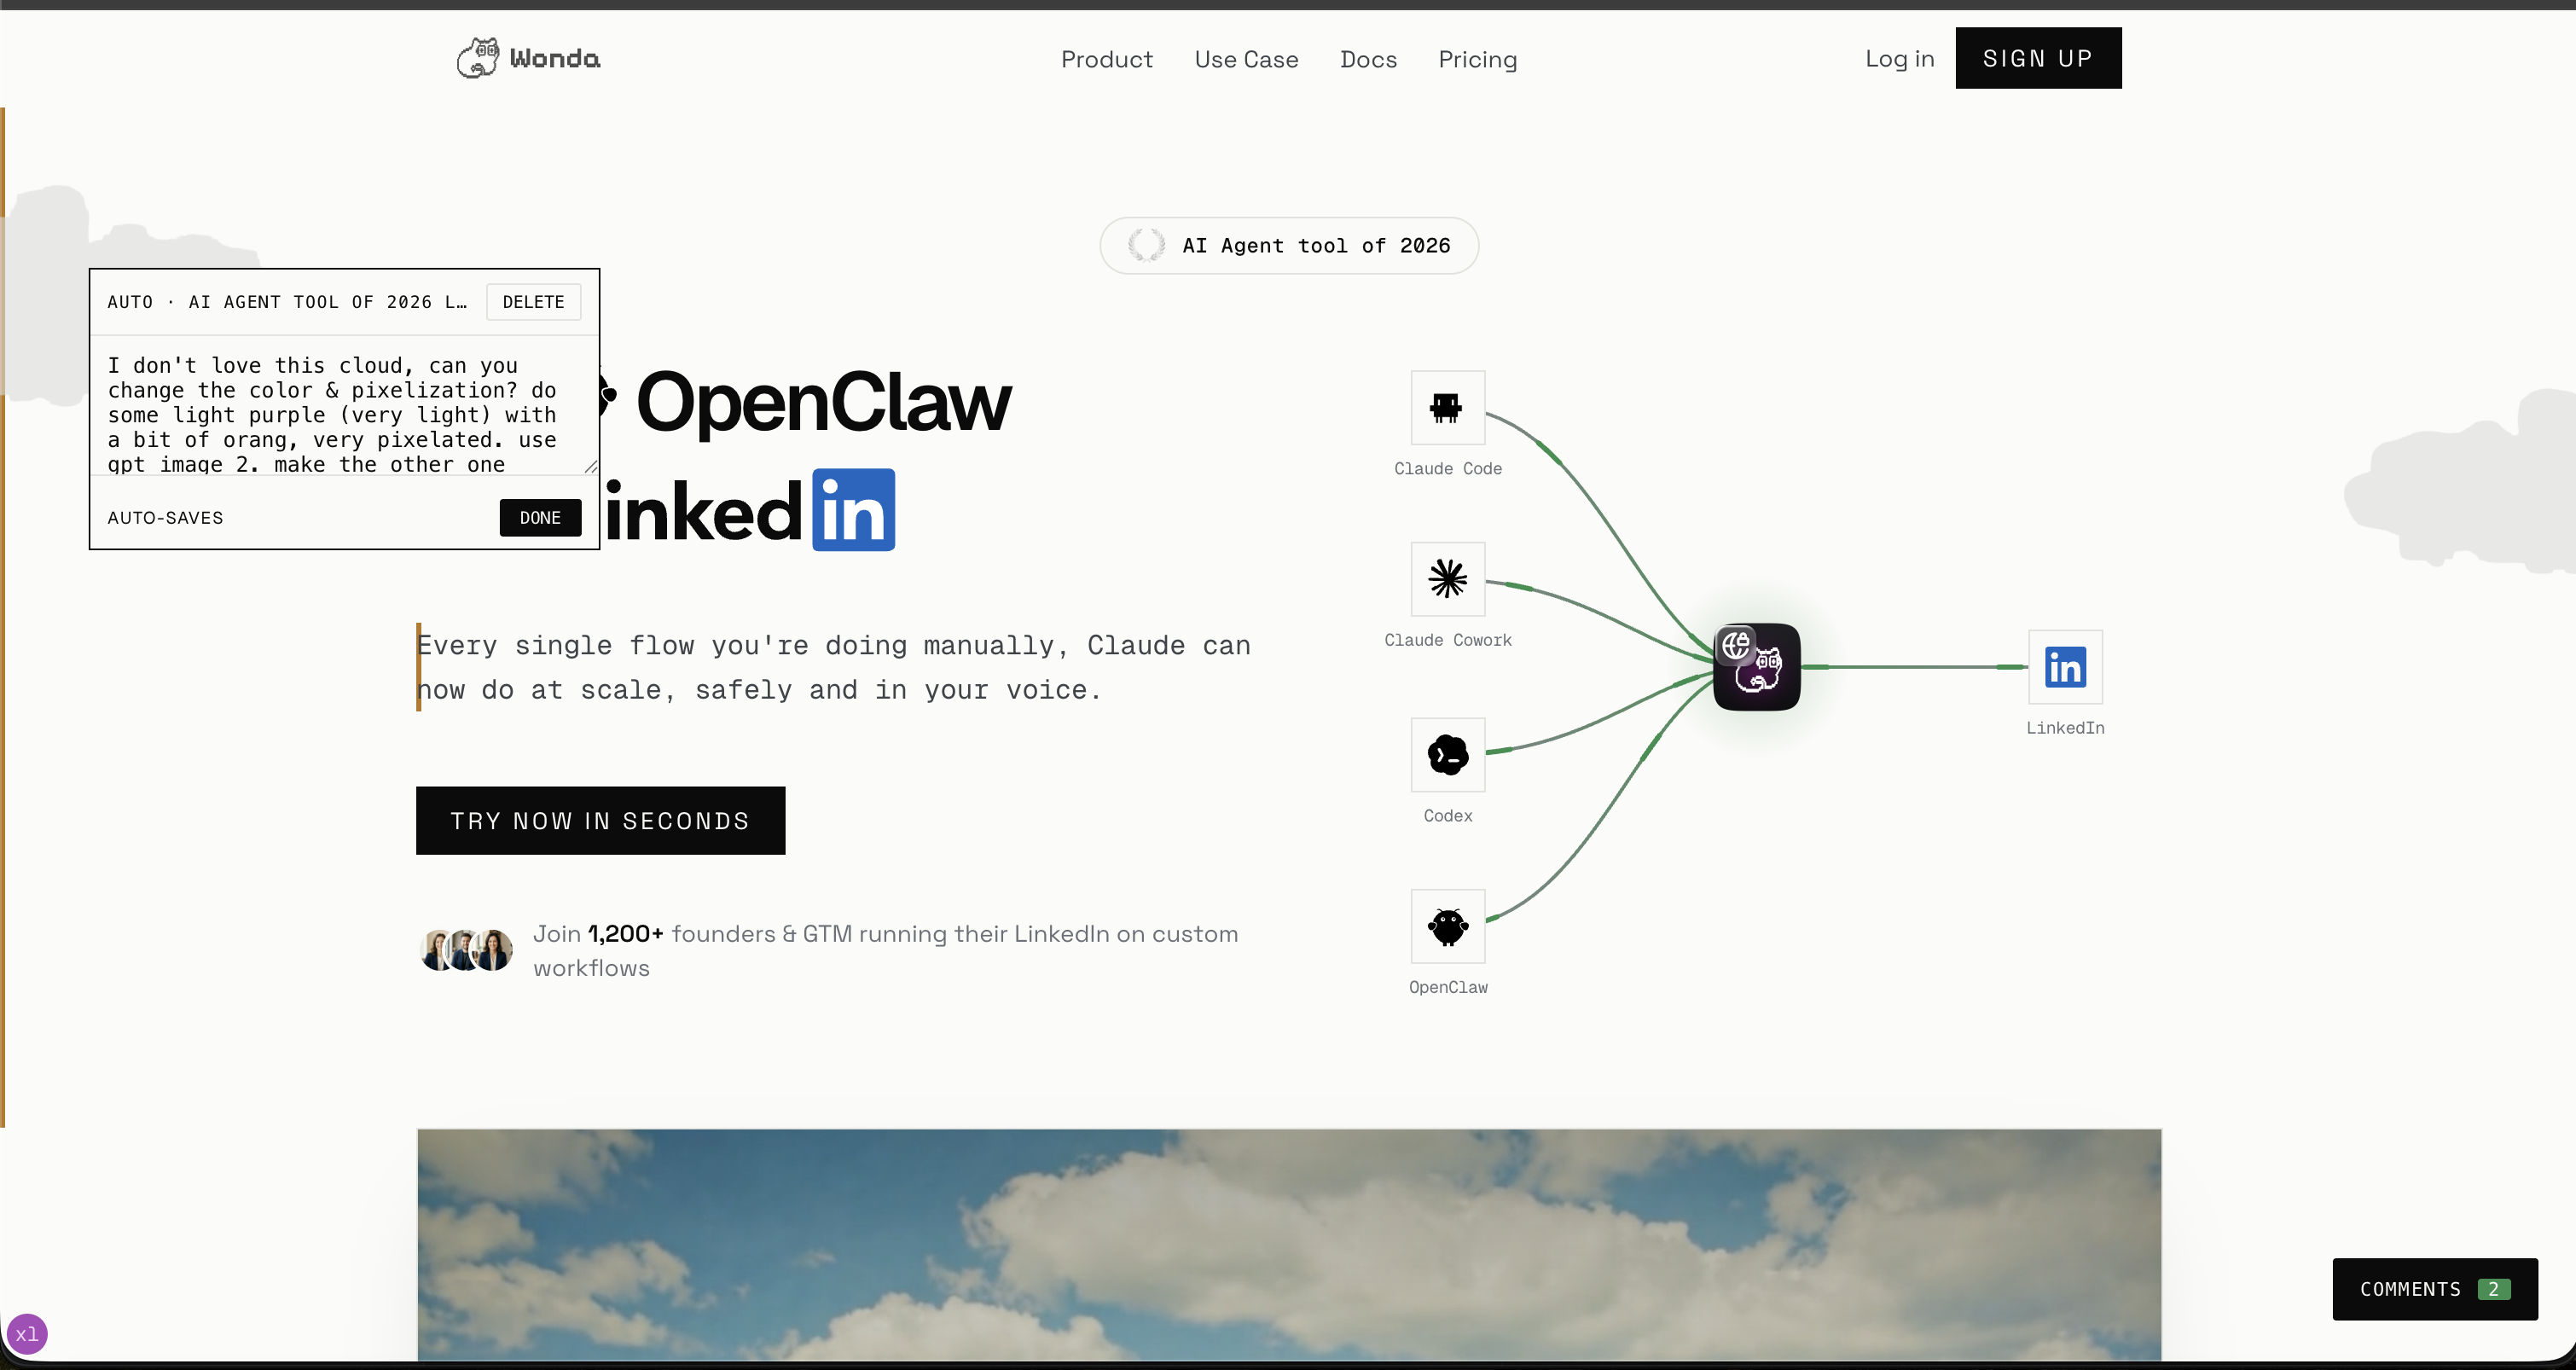 Wonda
Product
Use Case
Docs
Pricing
Log in
SIGN UP
AI Agent tool of 2026
AUTO · AI AGENT TOOL OF 2026 L…
DELETE
I don't love this cloud, can you
change the color & pixelization? do
some light purple (very light) with
a bit of orang, very pixelated. use
gpt image 2. make the other one
AUTO-SAVES
DONE
OpenClaw
inked in
Every single flow you're doing manually, Claude can
now do at scale, safely and in your voice.
TRY NOW IN SECONDS
Join 1,200+ founders & GTM running their LinkedIn on custom
workflows
Claude Code
Claude Cowork
Codex
OpenClaw
in
LinkedIn
COMMENTS 2
xl